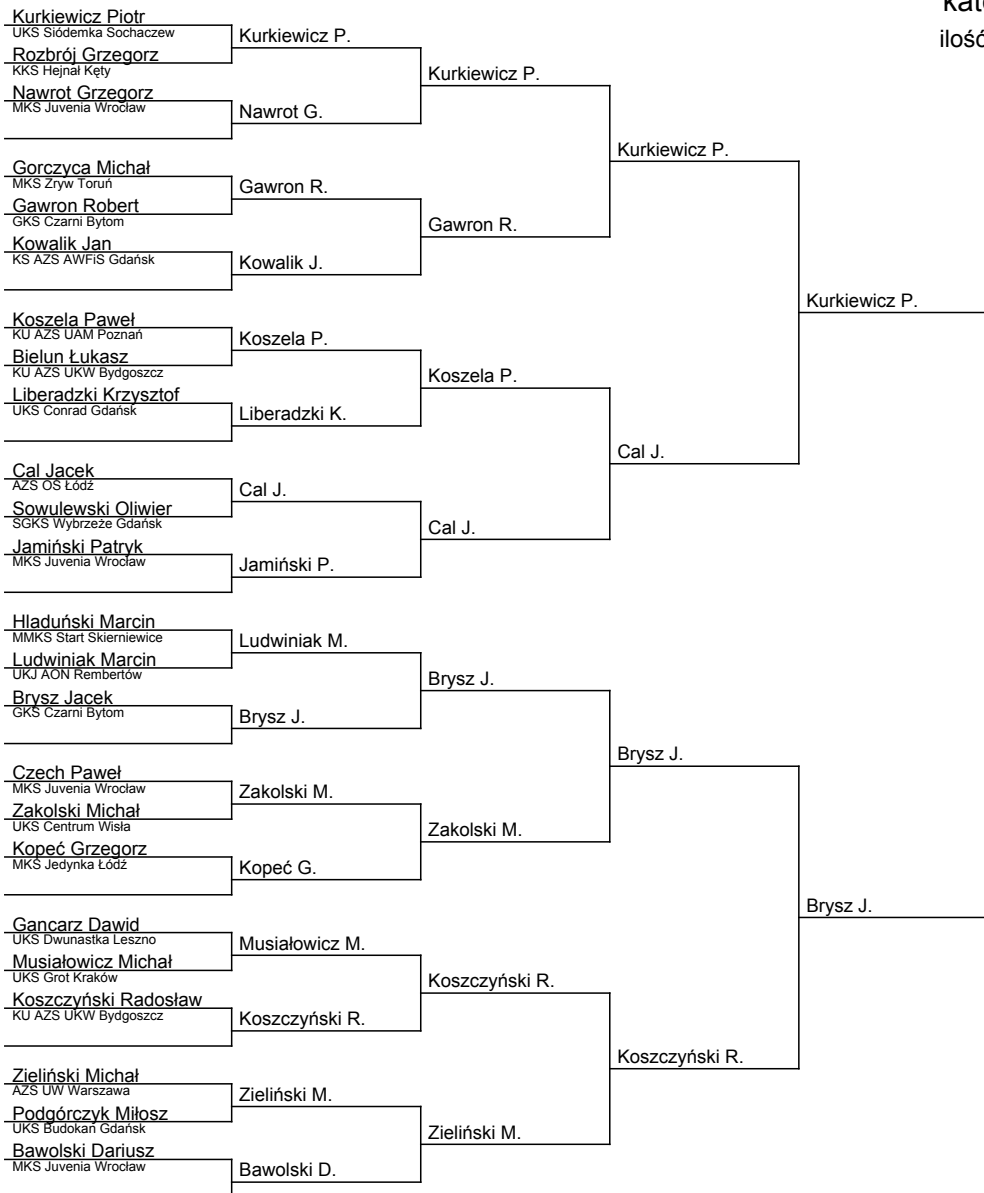 kat
ilość
Kurkiewicz Piotr
UKS Siódemka Sochaczew
Rozbrój Grzegorz
KKS Hejnał Kęty
Nawrot Grzegorz
MKS Juvenia Wrocław
Gorczyca Michał
MKS Zryw Toruń
Gawron Robert
GKS Czarni Bytom
Kowalik Jan
KS AZS AWFiS Gdańsk
Koszela Paweł
KU AZS UAM Poznań
Bielun Łukasz
KU AZS UKW Bydgoszcz
Liberadzki Krzysztof
UKS Conrad Gdańsk
Cal Jacek
AZS OŚ Łódź
Sowulewski Oliwier
SGKS Wybrzeże Gdańsk
Jamiński Patryk
MKS Juvenia Wrocław
Hladuński Marcin
MMKS Start Skierniewice
Ludwiniak Marcin
UKJ AON Rembertów
Brysz Jacek
GKS Czarni Bytom
Czech Paweł
MKS Juvenia Wrocław
Zakolski Michał
UKS Centrum Wisła
Kopeć Grzegorz
MKS Jedynka Łódź
Gancarz Dawid
UKS Dwunastka Leszno
Musiałowicz Michał
UKS Grot Kraków
Koszczyński Radosław
KU AZS UKW Bydgoszcz
Zieliński Michał
AZS UW Warszawa
Podgórczyk Miłosz
UKS Budokan Gdańsk
Bawolski Dariusz
MKS Juvenia Wrocław
Kurkiewicz P.
Nawrot G.
Gawron R.
Kowalik J.
Koszela P.
Liberadzki K.
Cal J.
Jamiński P.
Ludwiniak M.
Brysz J.
Zakolski M.
Kopeć G.
Musiałowicz M.
Koszczyński R.
Zieliński M.
Bawolski D.
Kurkiewicz P.
Gawron R.
Koszela P.
Cal J.
Brysz J.
Zakolski M.
Koszczyński R.
Zieliński M.
Kurkiewicz P.
Cal J.
Brysz J.
Koszczyński R.
Kurkiewicz P.
Brysz J.